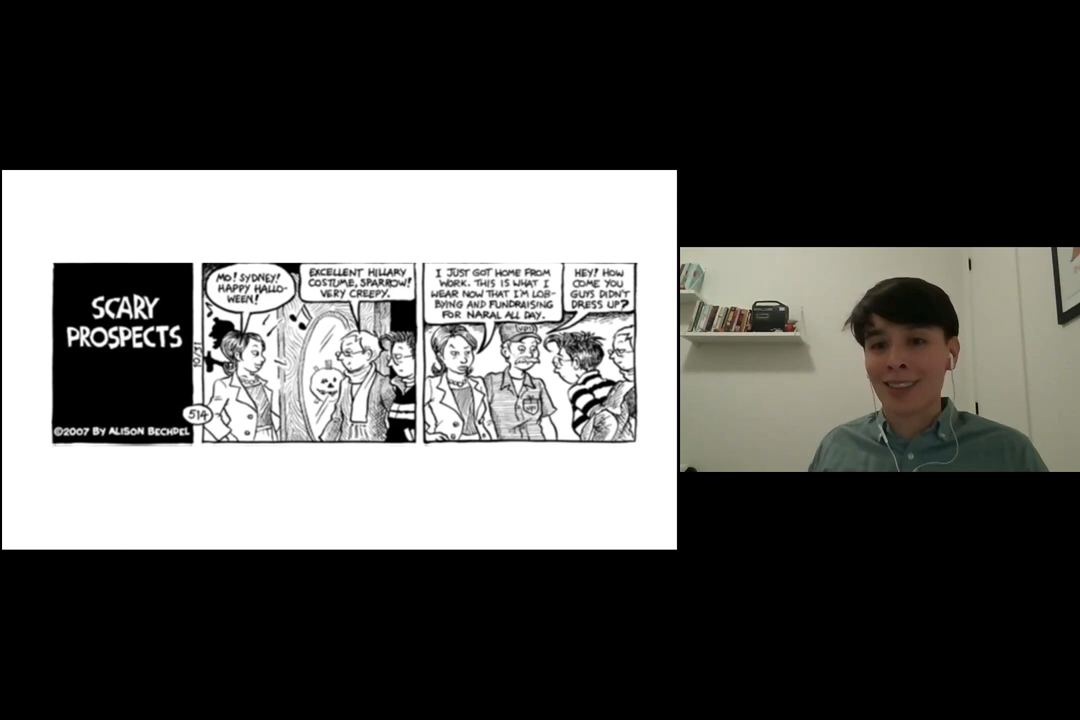 SCARY
PROSPECTS
10/31
514
©2007 BY ALISON BECHDEL
MO! SYDNEY!
HAPPY HALLO-
WEEN!
EXCELLENT HILLARY
COSTUME, SPARROW!
VERY CREEPY.
I JUST GOT HOME FROM
WORK. THIS IS WHAT I
WEAR NOW THAT I'M LOB-
BYING AND FUNDRAISING
FOR NARAL ALL DAY.
HEY! HOW
COME YOU
GUYS DIDN'T
DRESS UP?